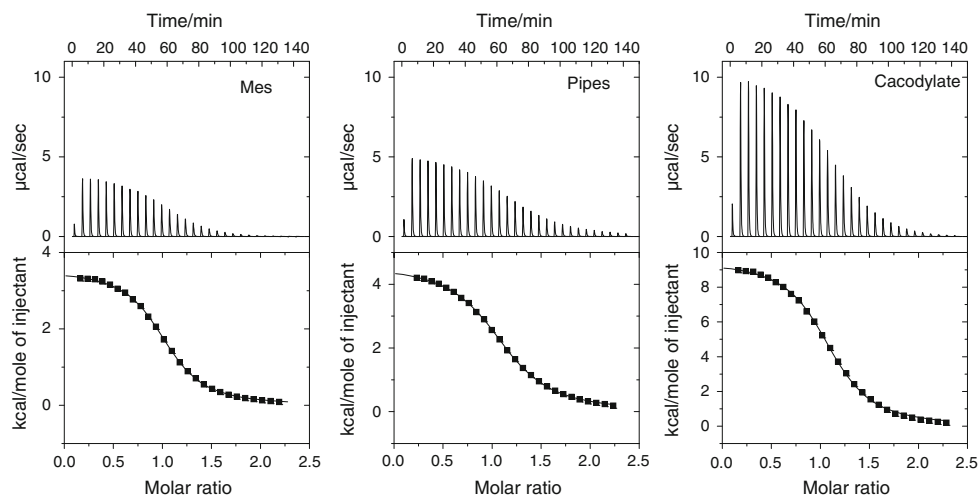 Time/min
0 20 40 60 80 100 120 140
10
5
0
µcal/sec
Mes
4
2
0
kcal/mole of injectant
0.0 0.5 1.0 1.5 2.0 2.5
Molar ratio
Time/min
0 20 40 60 80 100 120 140
10
5
0
µcal/sec
Pipes
4
2
0
kcal/mole of injectant
0.0 0.5 1.0 1.5 2.0 2.5
Molar ratio
Time/min
0 20 40 60 80 100 120 140
10
5
0
µcal/sec
Cacodylate
10
8
6
4
2
0
kcal/mole of injectant
0.0 0.5 1.0 1.5 2.0 2.5
Molar ratio